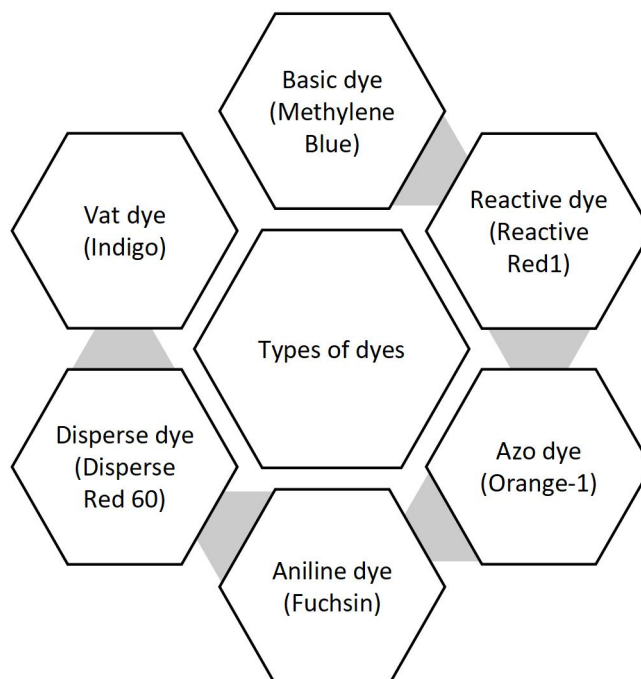 Basic dye
(Methylene
Blue)
Reactive dye
(Reactive
Red1)
Azo dye
(Orange-1)
Aniline dye
(Fuchsin)
Disperse dye
(Disperse
Red 60)
Vat dye
(Indigo)
Types of dyes